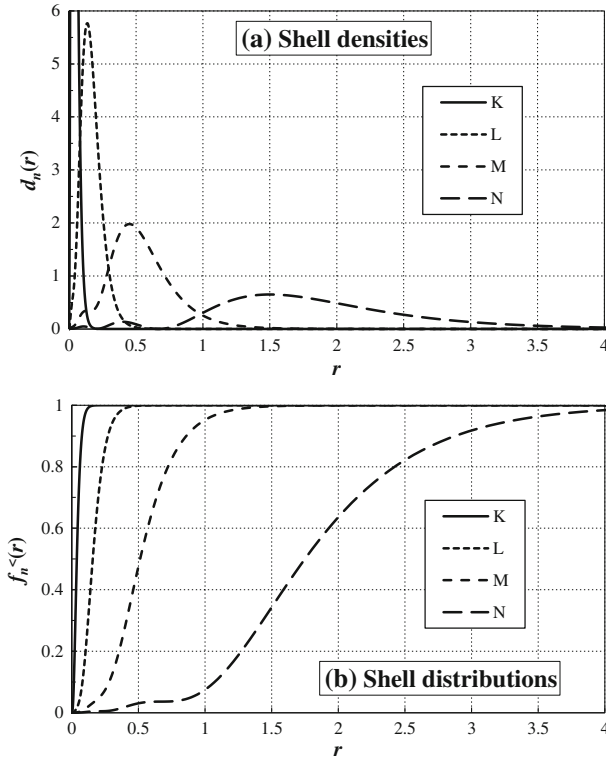 6
5
4
3
2
1
0
d_n(r)
(a) Shell densities
K
L
M
N
0 0.5 1 1.5 2 2.5 3 3.5 4
r
1
0.8
0.6
0.4
0.2
0
f_n^<(r)
K
L
M
N
(b) Shell distributions
0 0.5 1 1.5 2 2.5 3 3.5 4
r